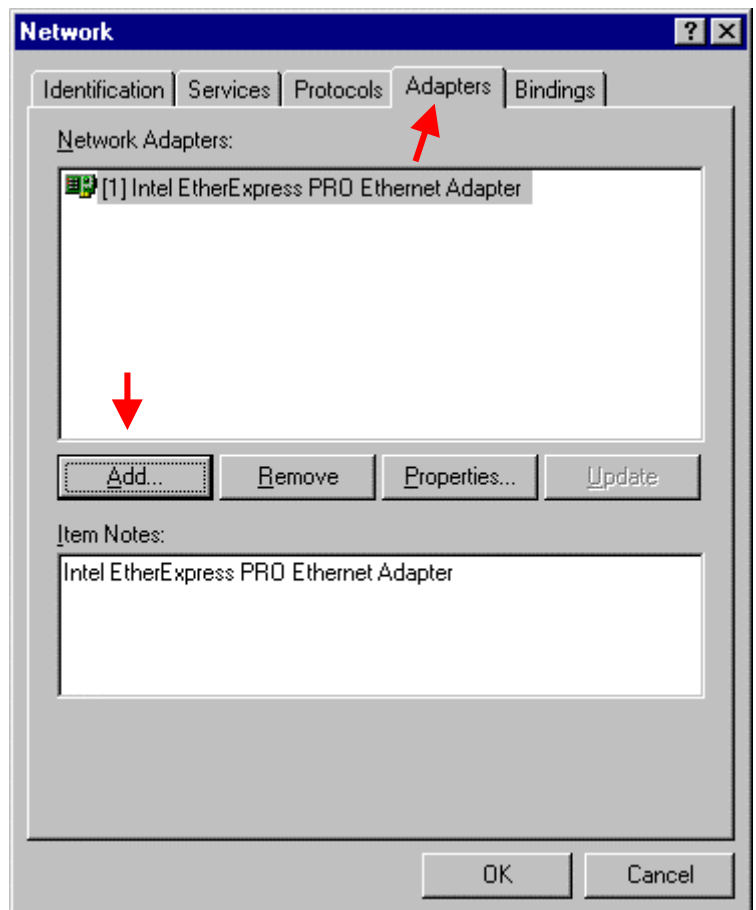 Network
Identification Services Protocols Adapters Bindings
Network Adapters:
[1] Intel EtherExpress PRO Ethernet Adapter
Add... Remove Properties... Update
Item Notes:
Intel EtherExpress PRO Ethernet Adapter
OK Cancel